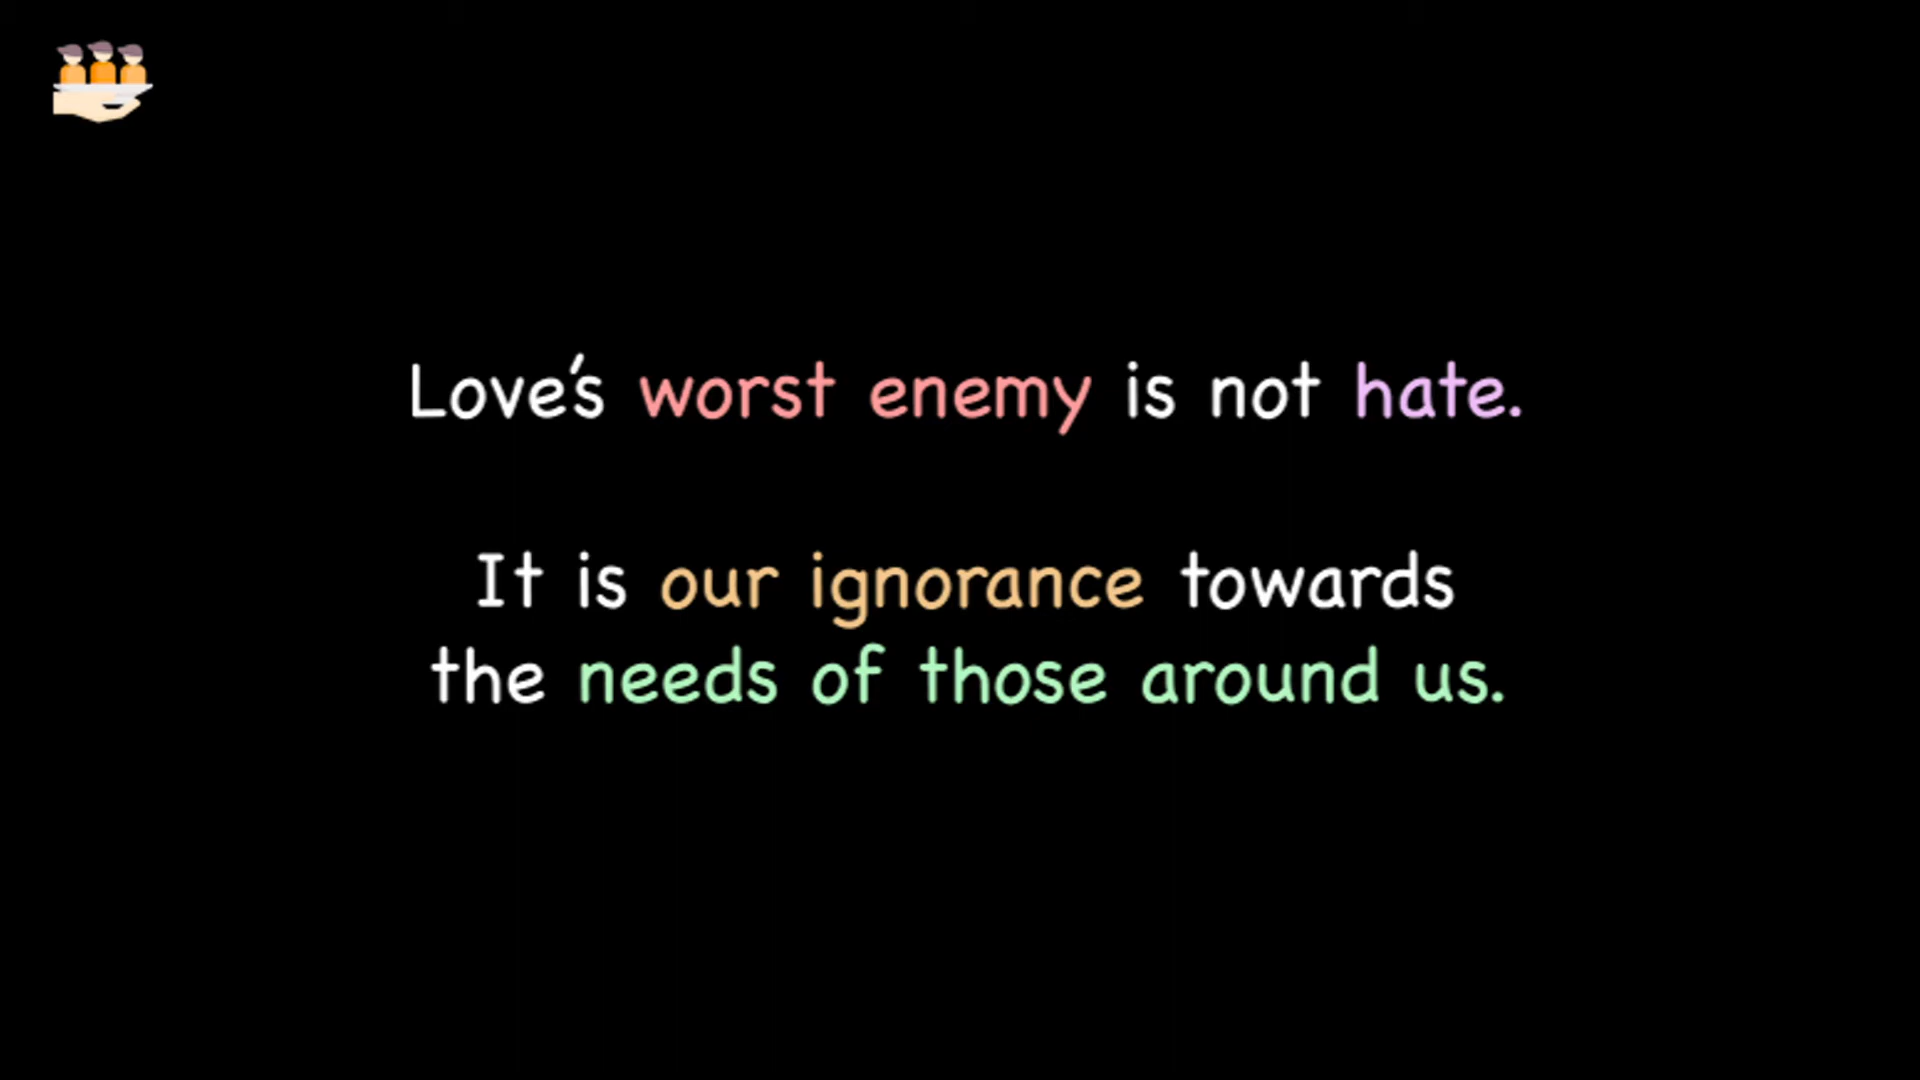 Love's worst enemy is not hate.
It is our ignorance towards
the needs of those around us.